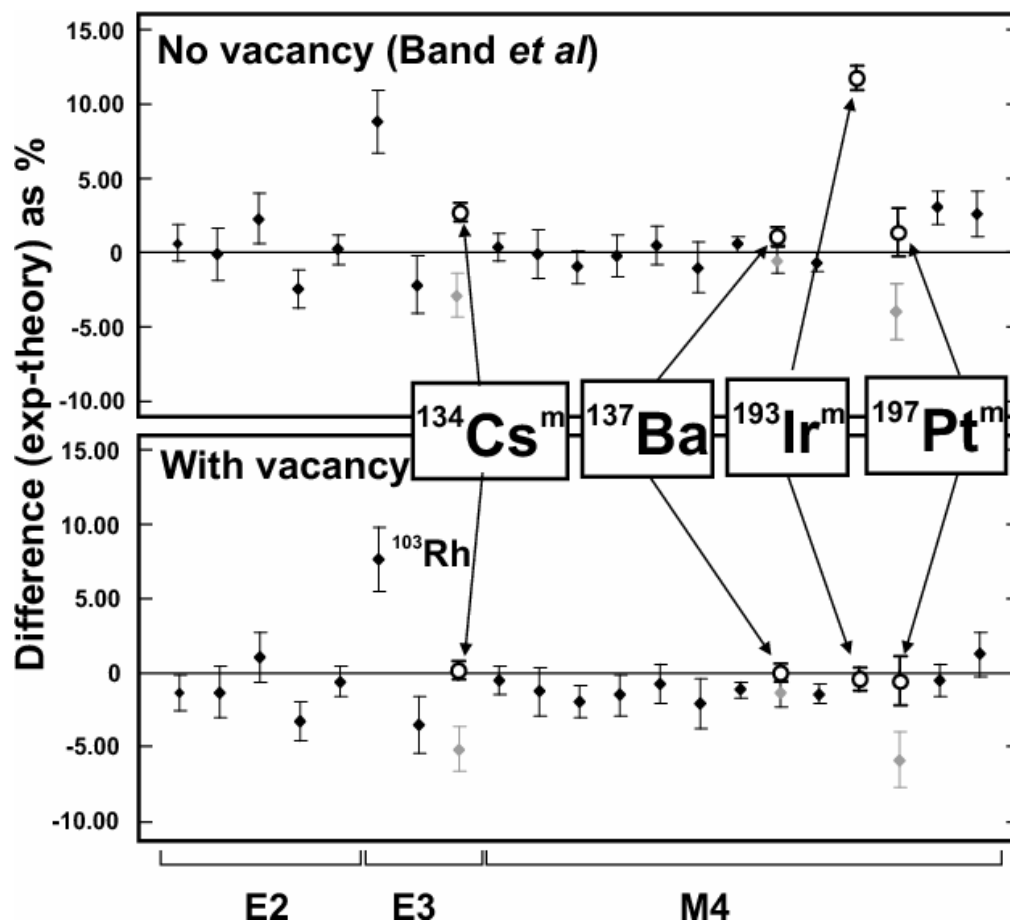 Difference (exp-theory) as %
15.00
10.00
5.00
0
-5.00
-10.00
No vacancy (Band et al)
134Csm
137Ba
193Irm
197Ptm
15.00
10.00
5.00
0
-5.00
-10.00
With vacancy
103Rh
E2
E3
M4